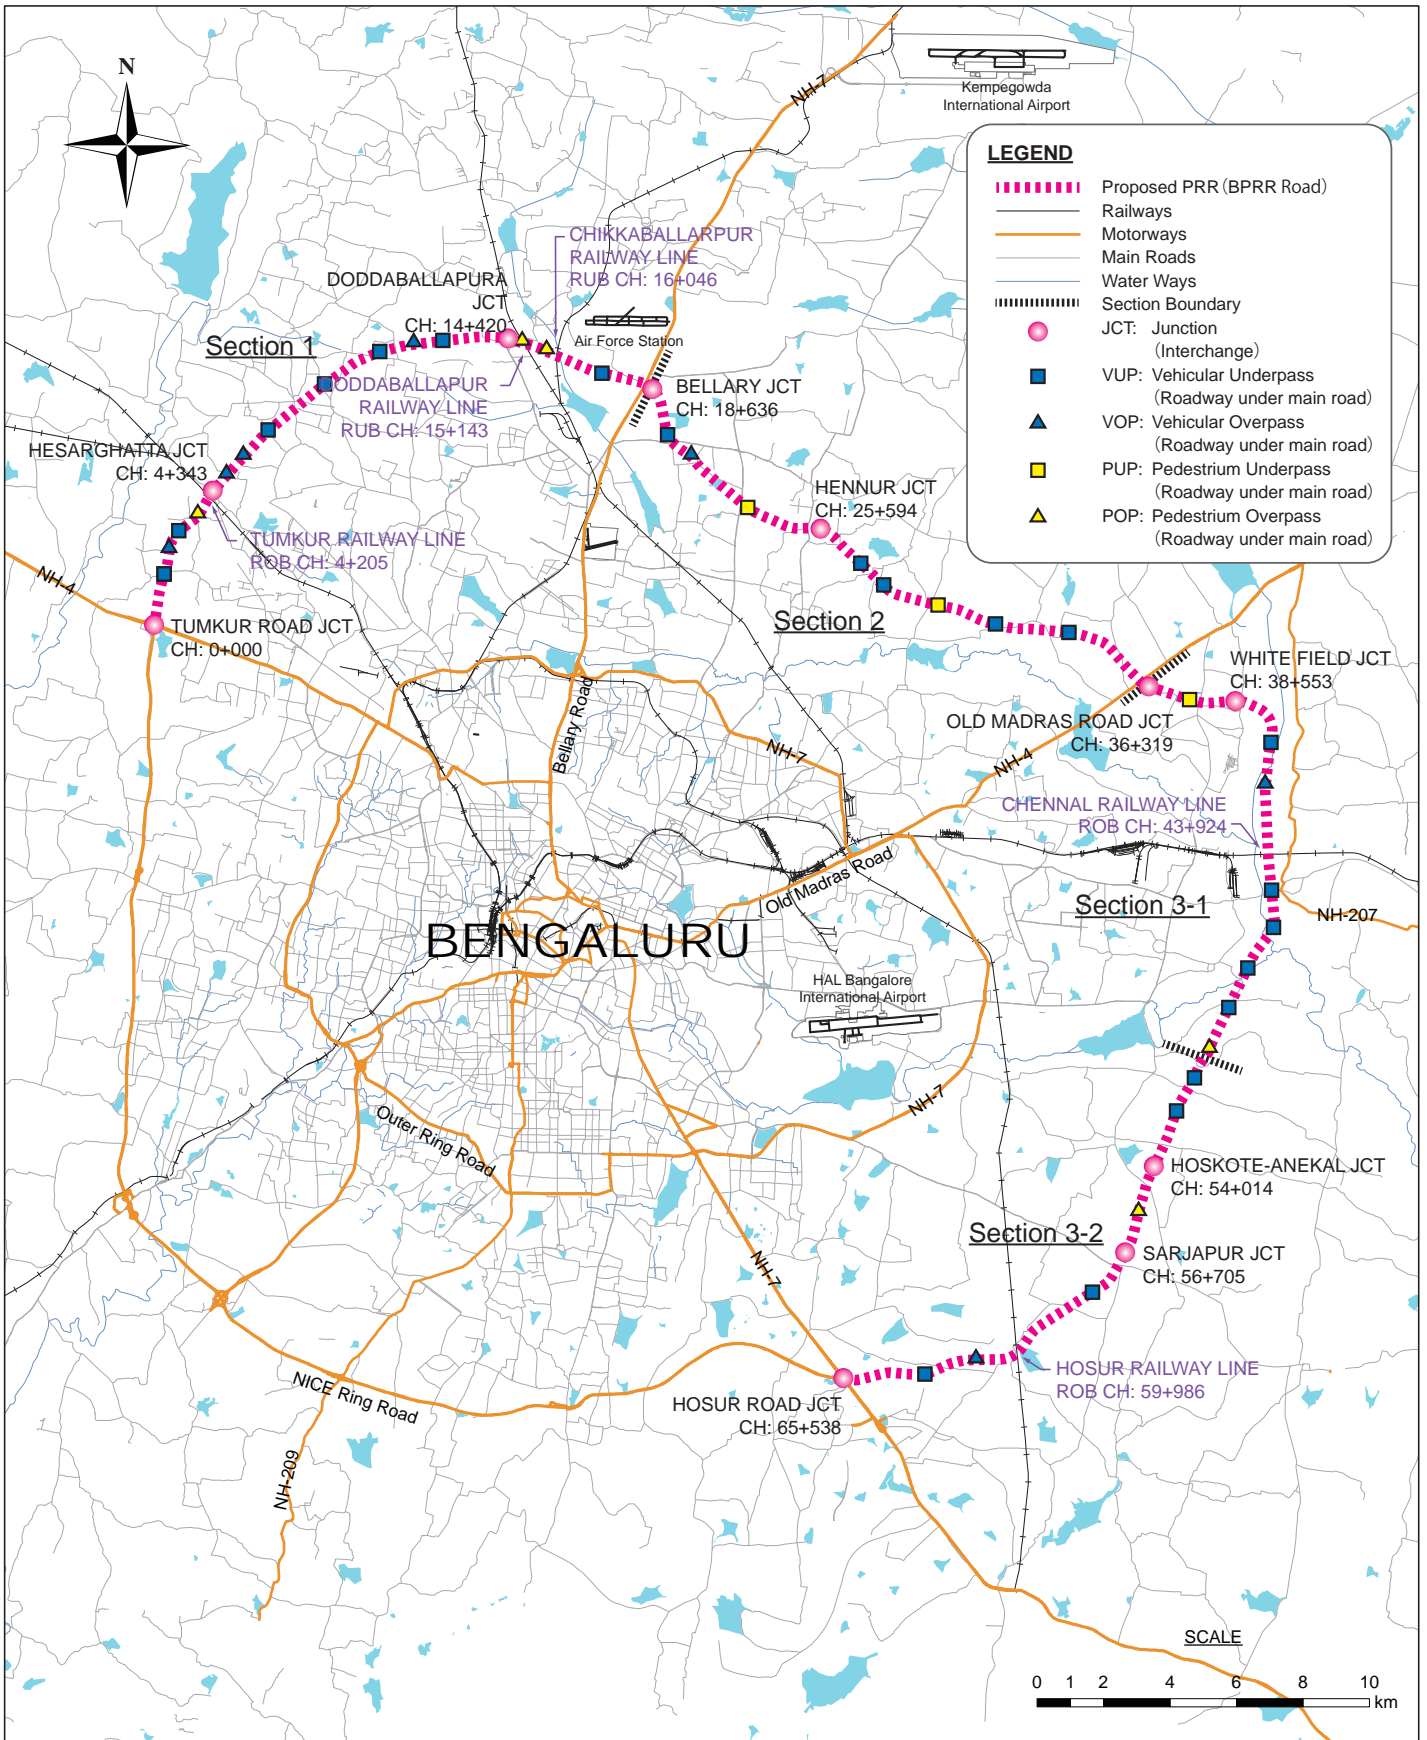 N
NH-7
Kempegowda
International Airport
LEGEND
Proposed PRR (BPRR Road)
Railways
Motorways
Main Roads
Water Ways
Section Boundary
JCT: Junction
(Interchange)
VUP: Vehicular Underpass
(Roadway under main road)
VOP: Vehicular Overpass
(Roadway under main road)
PUP: Pedestrium Underpass
(Roadway under main road)
POP: Pedestrium Overpass
(Roadway under main road)
CHIKKABALLARPUR
RAILWAY LINE
RUB CH: 16+046
DODDABALLAPURA
JCT
CH: 14+420
Air Force Station
Section 1
DODDABALLAPUR
RAILWAY LINE
RUB CH: 15+143
BELLARY JCT
CH: 18+636
HESARGHATTA JCT
CH: 4+343
HENNUR JCT
CH: 25+594
TUMKUR RAILWAY LINE
ROB CH: 4+205
NH-4
TUMKUR ROAD JCT
CH: 0+000
Section 2
WHITE FIELD JCT
CH: 38+553
OLD MADRAS ROAD JCT
CH: 36+319
Bellary Road
NH-7
NH-4
CHENNAL RAILWAY LINE
ROB CH: 43+924
Old Madras Road
Section 3-1
NH-207
BENGALURU
HAL Bangalore
International Airport
NH-7
Outer Ring Road
HOSKOTE-ANEKAL JCT
CH: 54+014
Section 3-2
SARJAPUR JCT
CH: 56+705
NH-7
HOSUR RAILWAY LINE
ROB CH: 59+986
NICE Ring Road
HOSUR ROAD JCT
CH: 65+538
NH-209
SCALE
0 1 2 4 6 8 10
km